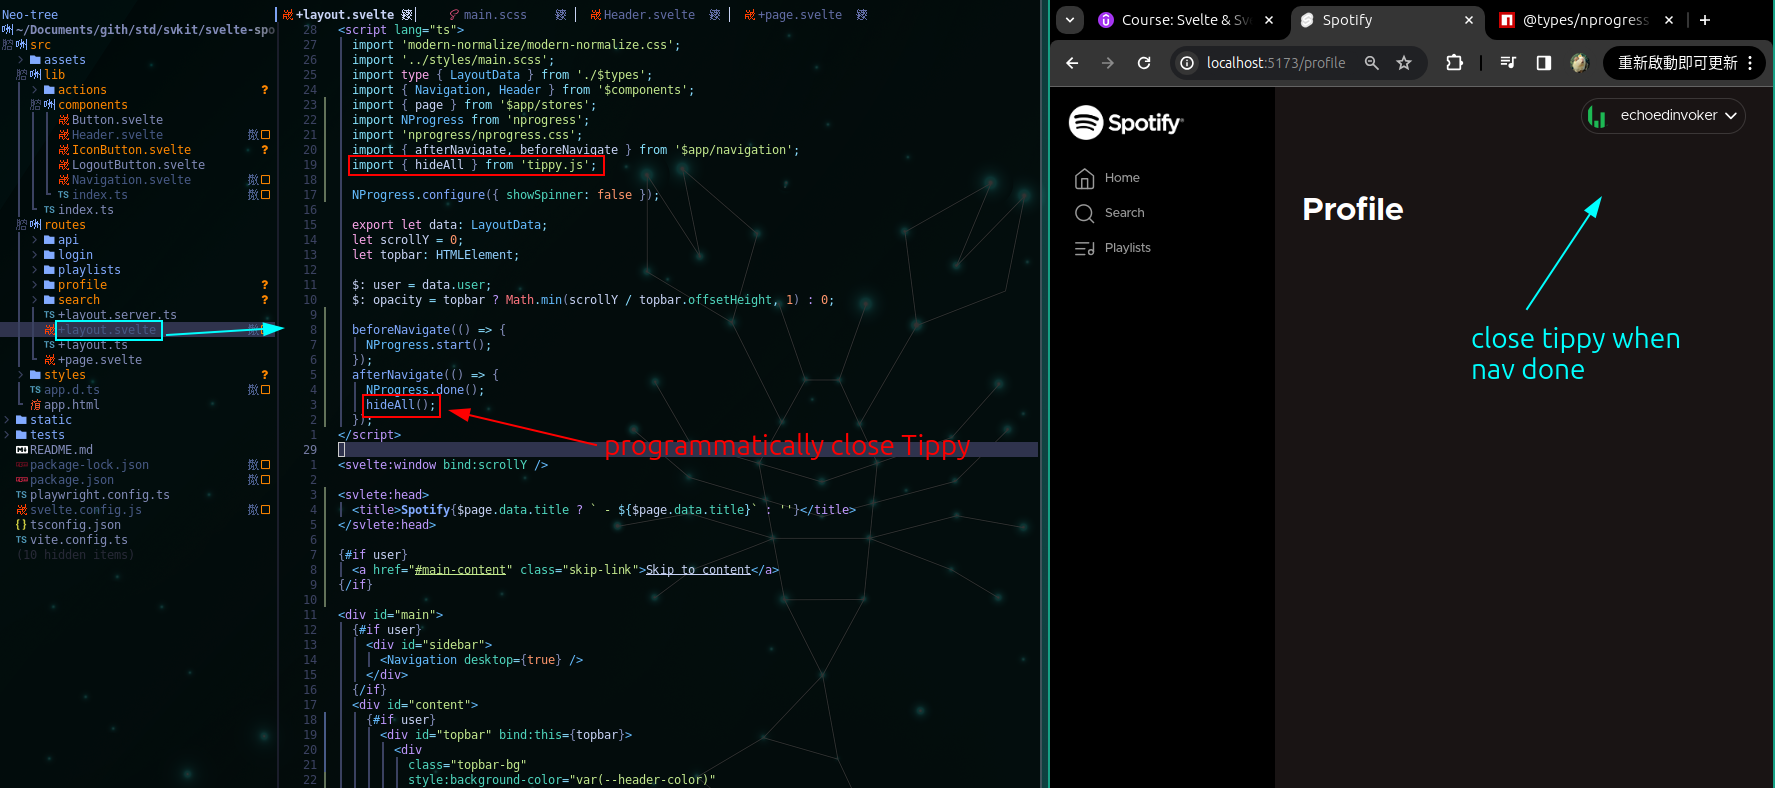 Neo-tree
~/Documents/gith/std/svkit/svelte-spo
src
assets
lib
actions ?
components
Button.svelte
Header.svelte
IconButton.svelte ?
LogoutButton.svelte
Navigation.svelte
TS index.ts
TS index.ts
routes
api
login
playlists
profile ?
search ?
TS +layout.server.ts
+layout.svelte
TS +layout.ts
+page.svelte
styles ?
TS app.d.ts
app.html
static
tests
README.md
package-lock.json
package.json
playwright.config.ts
svelte.config.js
{} tsconfig.json
TS vite.config.ts
(10 hidden items)
+layout.svelte main.scss Header.svelte +page.svelte
28 <script lang="ts">
27 import 'modern-normalize/modern-normalize.css';
26 import '../styles/main.scss';
25 import type { LayoutData } from './$types';
24 import { Navigation, Header } from '$components';
23 import { page } from '$app/stores';
22 import NProgress from 'nprogress';
21 import 'nprogress/nprogress.css';
20 import { afterNavigate, beforeNavigate } from '$app/navigation';
19 import { hideAll } from 'tippy.js';
18
17 NProgress.configure({ showSpinner: false });
16
15 export let data: LayoutData;
14 let scrollY = 0;
13 let topbar: HTMLElement;
12
11 $: user = data.user;
10 $: opacity = topbar ? Math.min(scrollY / topbar.offsetHeight, 1) : 0;
9
8 beforeNavigate(() => {
7 NProgress.start();
6 });
5 afterNavigate(() => {
4 NProgress.done();
3 hideAll();
2 });
1 </script>
29
1 <svelte:window bind:scrollY />
2
3 <svlete:head>
4 <title>Spotify{$page.data.title ? ` - ${$page.data.title}` : ''}</title>
5 </svlete:head>
6
7 {#if user}
8 <a href="#main-content" class="skip-link">Skip to content</a>
9 {/if}
10
11 <div id="main">
12 {#if user}
13 <div id="sidebar">
14 <Navigation desktop={true} />
15 </div>
16 {/if}
17 <div id="content">
18 {#if user}
19 <div id="topbar" bind:this={topbar}>
20 <div
21 class="topbar-bg"
22 style:background-color="var(--header-color)"
programmatically close Tippy
Course: Svelte & Sv Spotify @types/nprogress
localhost:5173/profile 重新啟動即可更新
Spotify
echoedinvoker
Home
Search
Playlists
Profile
close tippy when
nav done